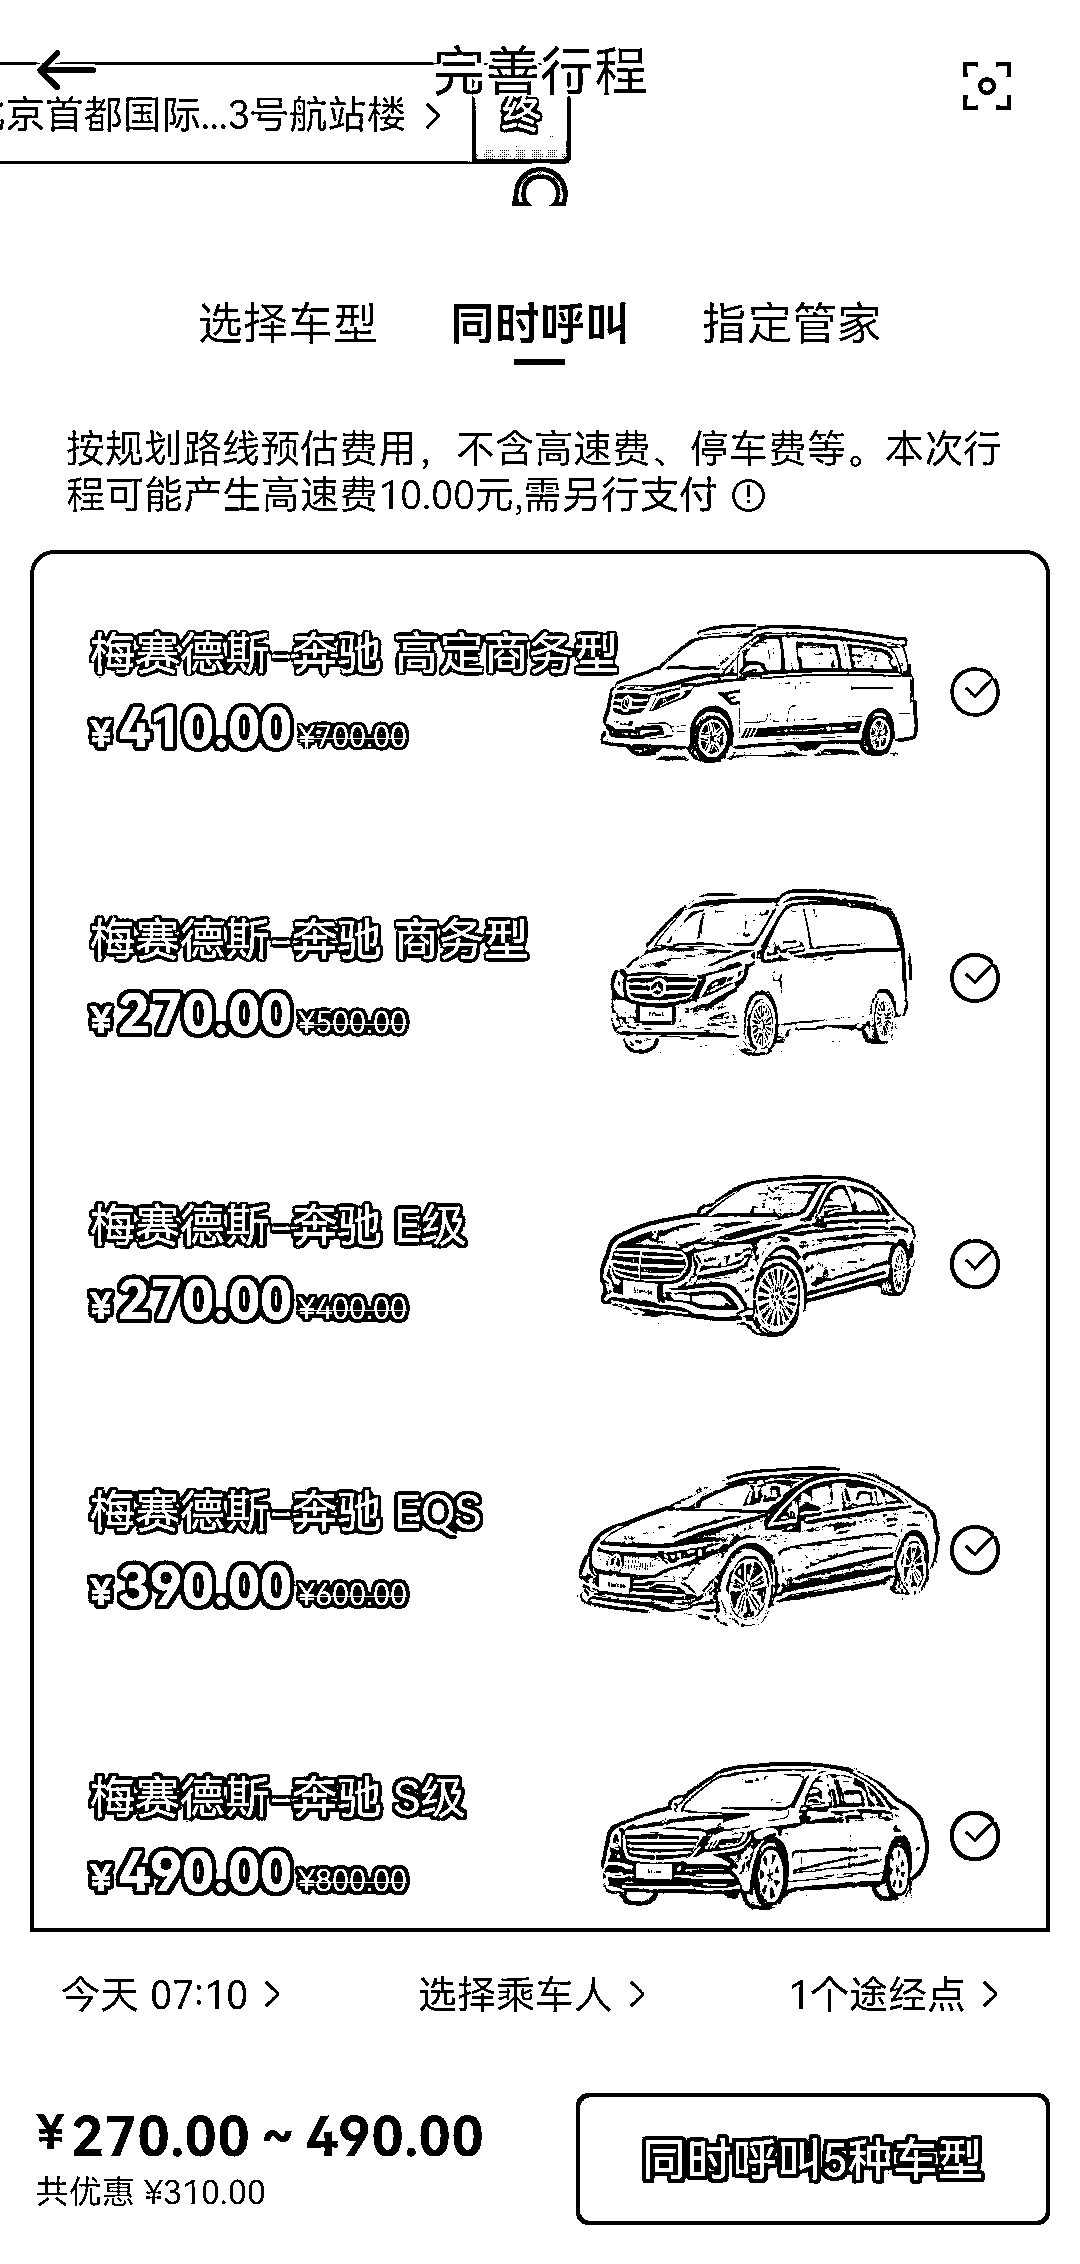 完善行程
京首都国际...3号航站楼
终
选择车型 同时呼叫 指定管家
按规划路线预估费用，不含高速费、停车费等。本次行
程可能产生高速费10.00元,需另行支付
梅赛德斯-奔驰 高定商务型
¥410.00 ¥700.00
梅赛德斯-奔驰 商务型
¥270.00 ¥500.00
梅赛德斯-奔驰 E级
¥270.00 ¥400.00
梅赛德斯-奔驰 EQS
¥390.00 ¥600.00
梅赛德斯-奔驰 S级
¥490.00 ¥800.00
今天 07:10 选择乘车人 1个途经点
¥270.00 ~ 490.00
共优惠 ¥310.00
同时呼叫5种车型